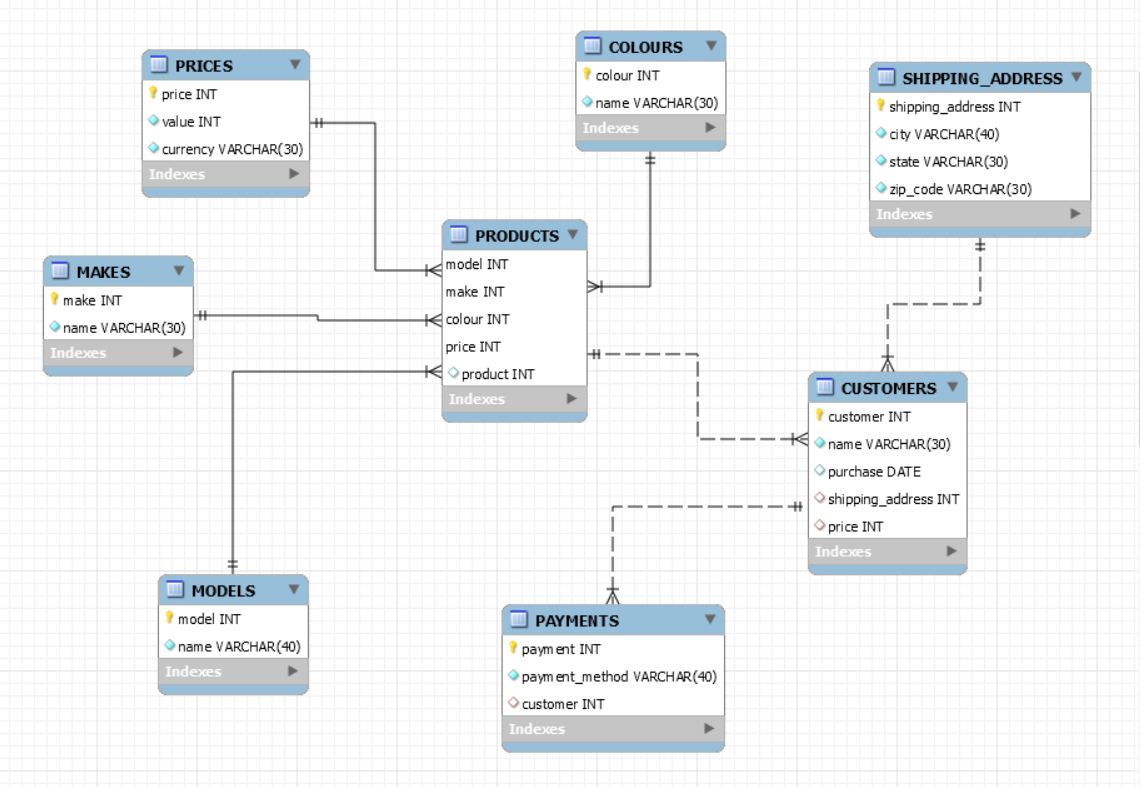 PRICES
price INT
value INT
currency VARCHAR(30)
Indexes
COLOURS
colour INT
name VARCHAR(30)
Indexes
SHIPPING_ADDRESS
shipping_address INT
city VARCHAR(40)
state VARCHAR(30)
zip_code VARCHAR(30)
Indexes
MAKES
make INT
name VARCHAR(30)
Indexes
PRODUCTS
model INT
make INT
colour INT
price INT
product INT
Indexes
CUSTOMERS
customer INT
name VARCHAR(30)
purchase DATE
shipping_address INT
price INT
Indexes
MODELS
model INT
name VARCHAR(40)
Indexes
PAYMENTS
payment INT
payment_method VARCHAR(40)
customer INT
Indexes